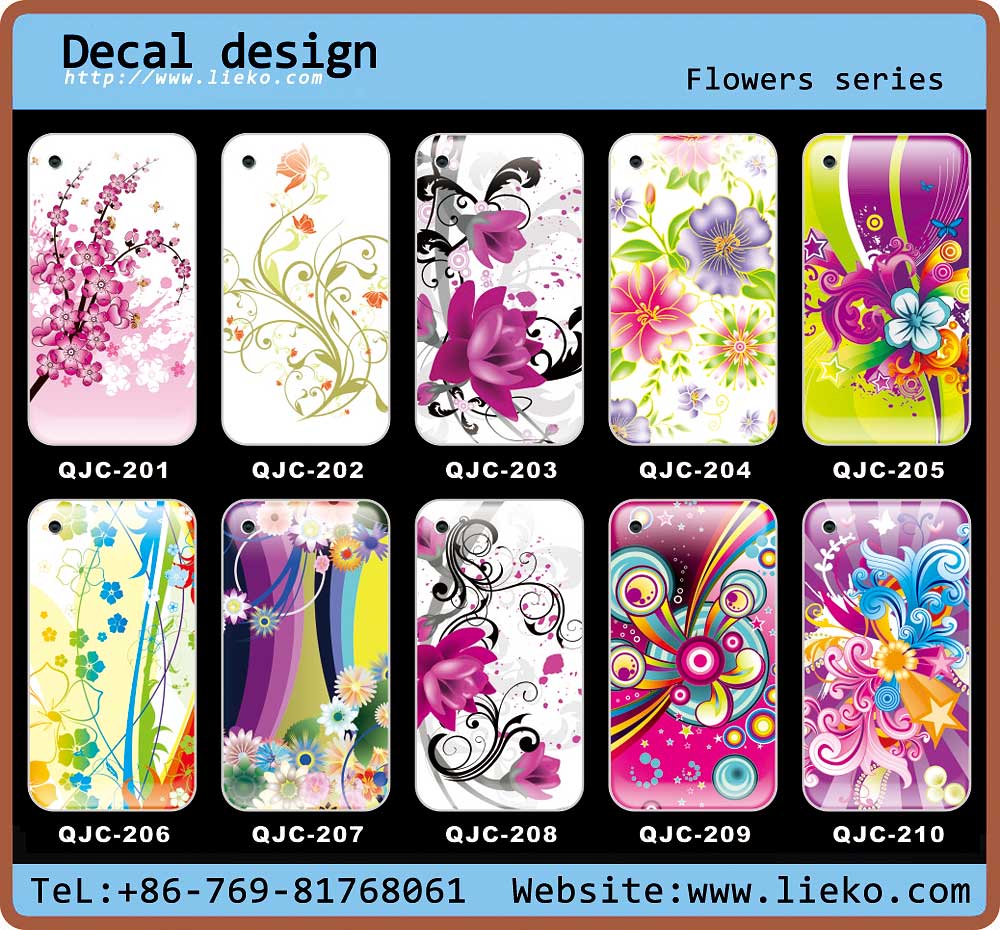 Decal design
http://www.lieko.com
Flowers series
QJC-201 QJC-202 QJC-203 QJC-204 QJC-205
QJC-206 QJC-207 QJC-208 QJC-209 QJC-210
TeL:+86-769-81768061 Website:www.lieko.com